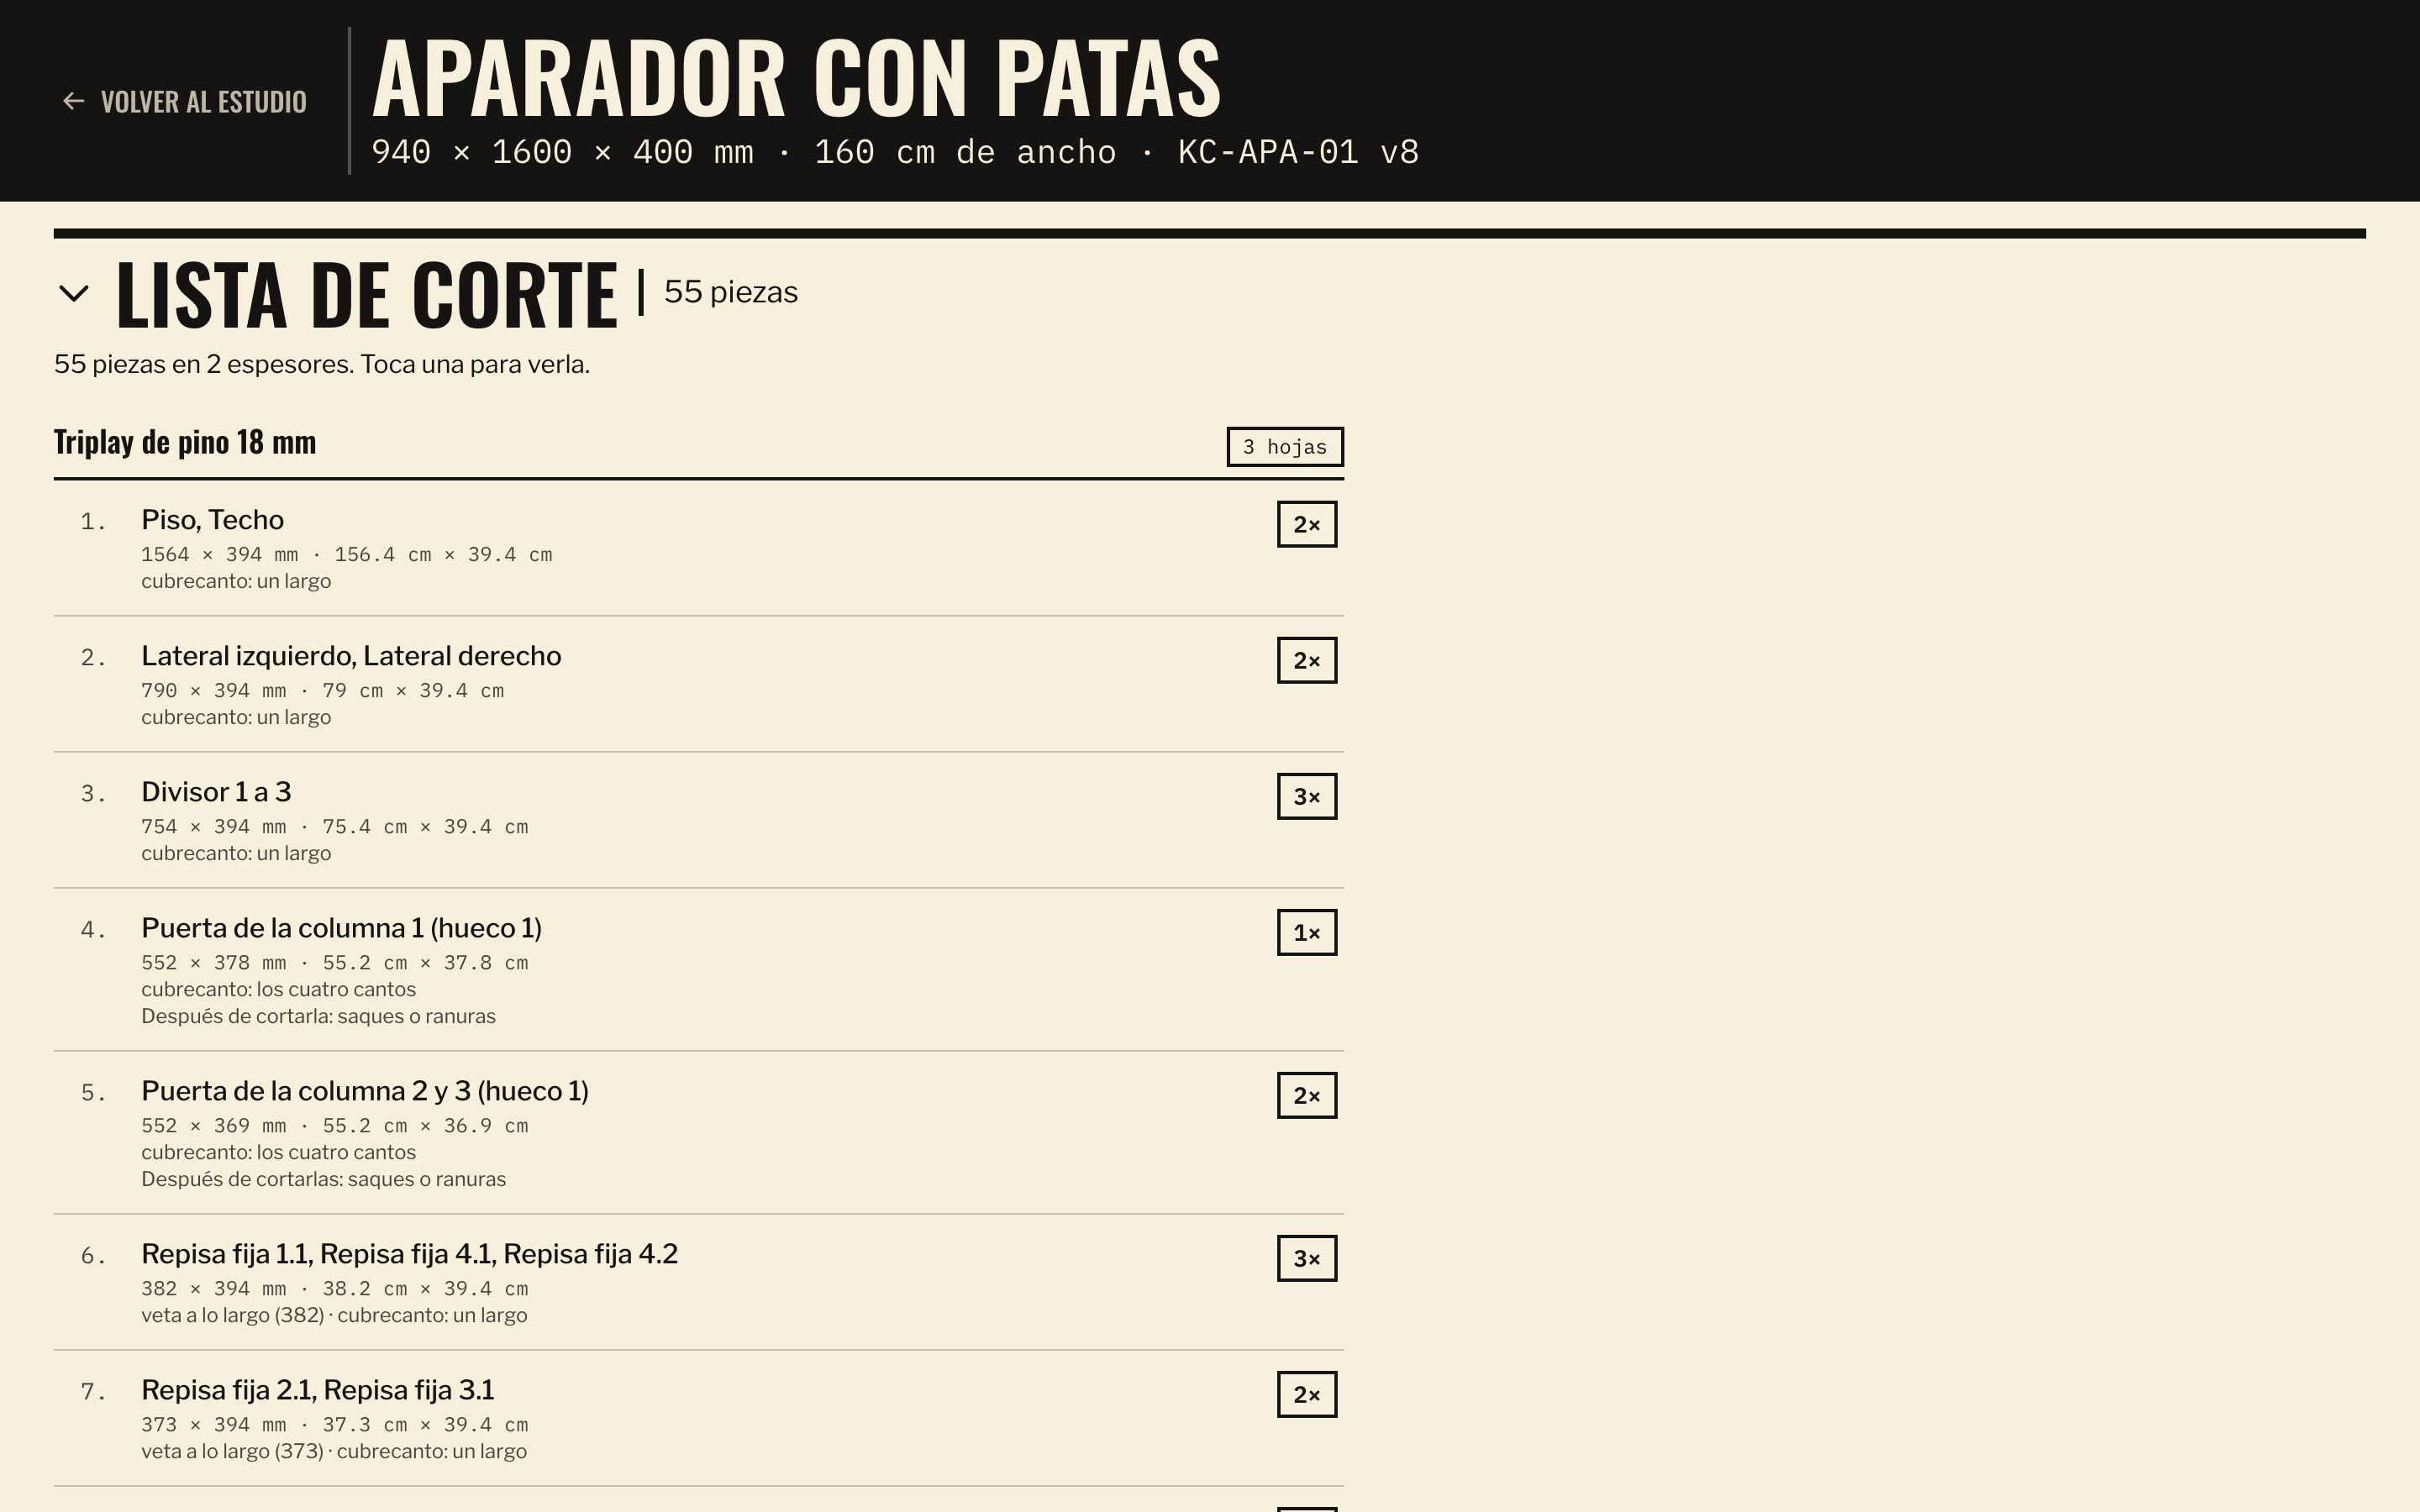 ← VOLVER AL ESTUDIO
APARADOR CON PATAS
940 × 1600 × 400 mm · 160 cm de ancho · KC-APA-01 v8
LISTA DE CORTE | 55 piezas
55 piezas en 2 espesores. Toca una para verla.
Triplay de pino 18 mm
3 hojas
1. Piso, Techo
2×
1564 × 394 mm · 156.4 cm × 39.4 cm
cubrecanto: un largo
2. Lateral izquierdo, Lateral derecho
2×
790 × 394 mm · 79 cm × 39.4 cm
cubrecanto: un largo
3. Divisor 1 a 3
3×
754 × 394 mm · 75.4 cm × 39.4 cm
cubrecanto: un largo
4. Puerta de la columna 1 (hueco 1)
1×
552 × 378 mm · 55.2 cm × 37.8 cm
cubrecanto: los cuatro cantos
Después de cortarla: saques o ranuras
5. Puerta de la columna 2 y 3 (hueco 1)
2×
552 × 369 mm · 55.2 cm × 36.9 cm
cubrecanto: los cuatro cantos
Después de cortarlas: saques o ranuras
6. Repisa fija 1.1, Repisa fija 4.1, Repisa fija 4.2
3×
382 × 394 mm · 38.2 cm × 39.4 cm
veta a lo largo (382) · cubrecanto: un largo
7. Repisa fija 2.1, Repisa fija 3.1
2×
373 × 394 mm · 37.3 cm × 39.4 cm
veta a lo largo (373) · cubrecanto: un largo